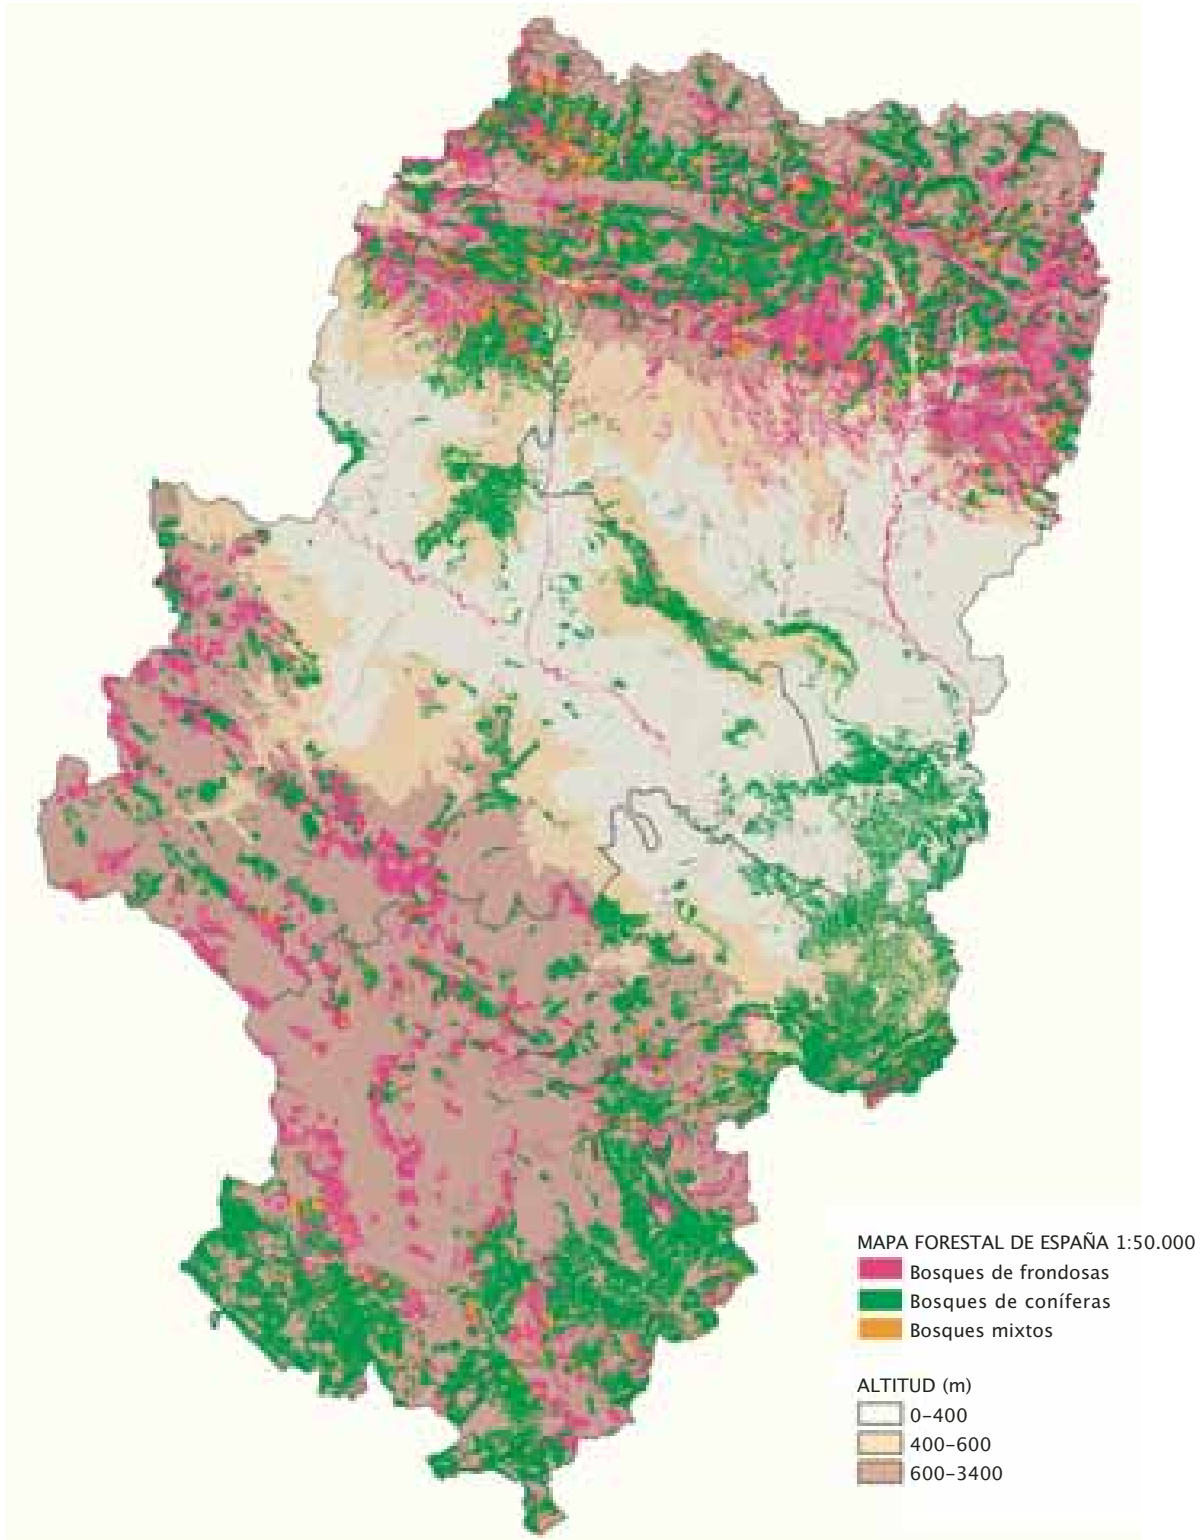 MAPA FORESTAL DE ESPAÑA 1:50.000
Bosques de frondosas
Bosques de coníferas
Bosques mixtos
ALTITUD (m)
0-400
400-600
600-3400